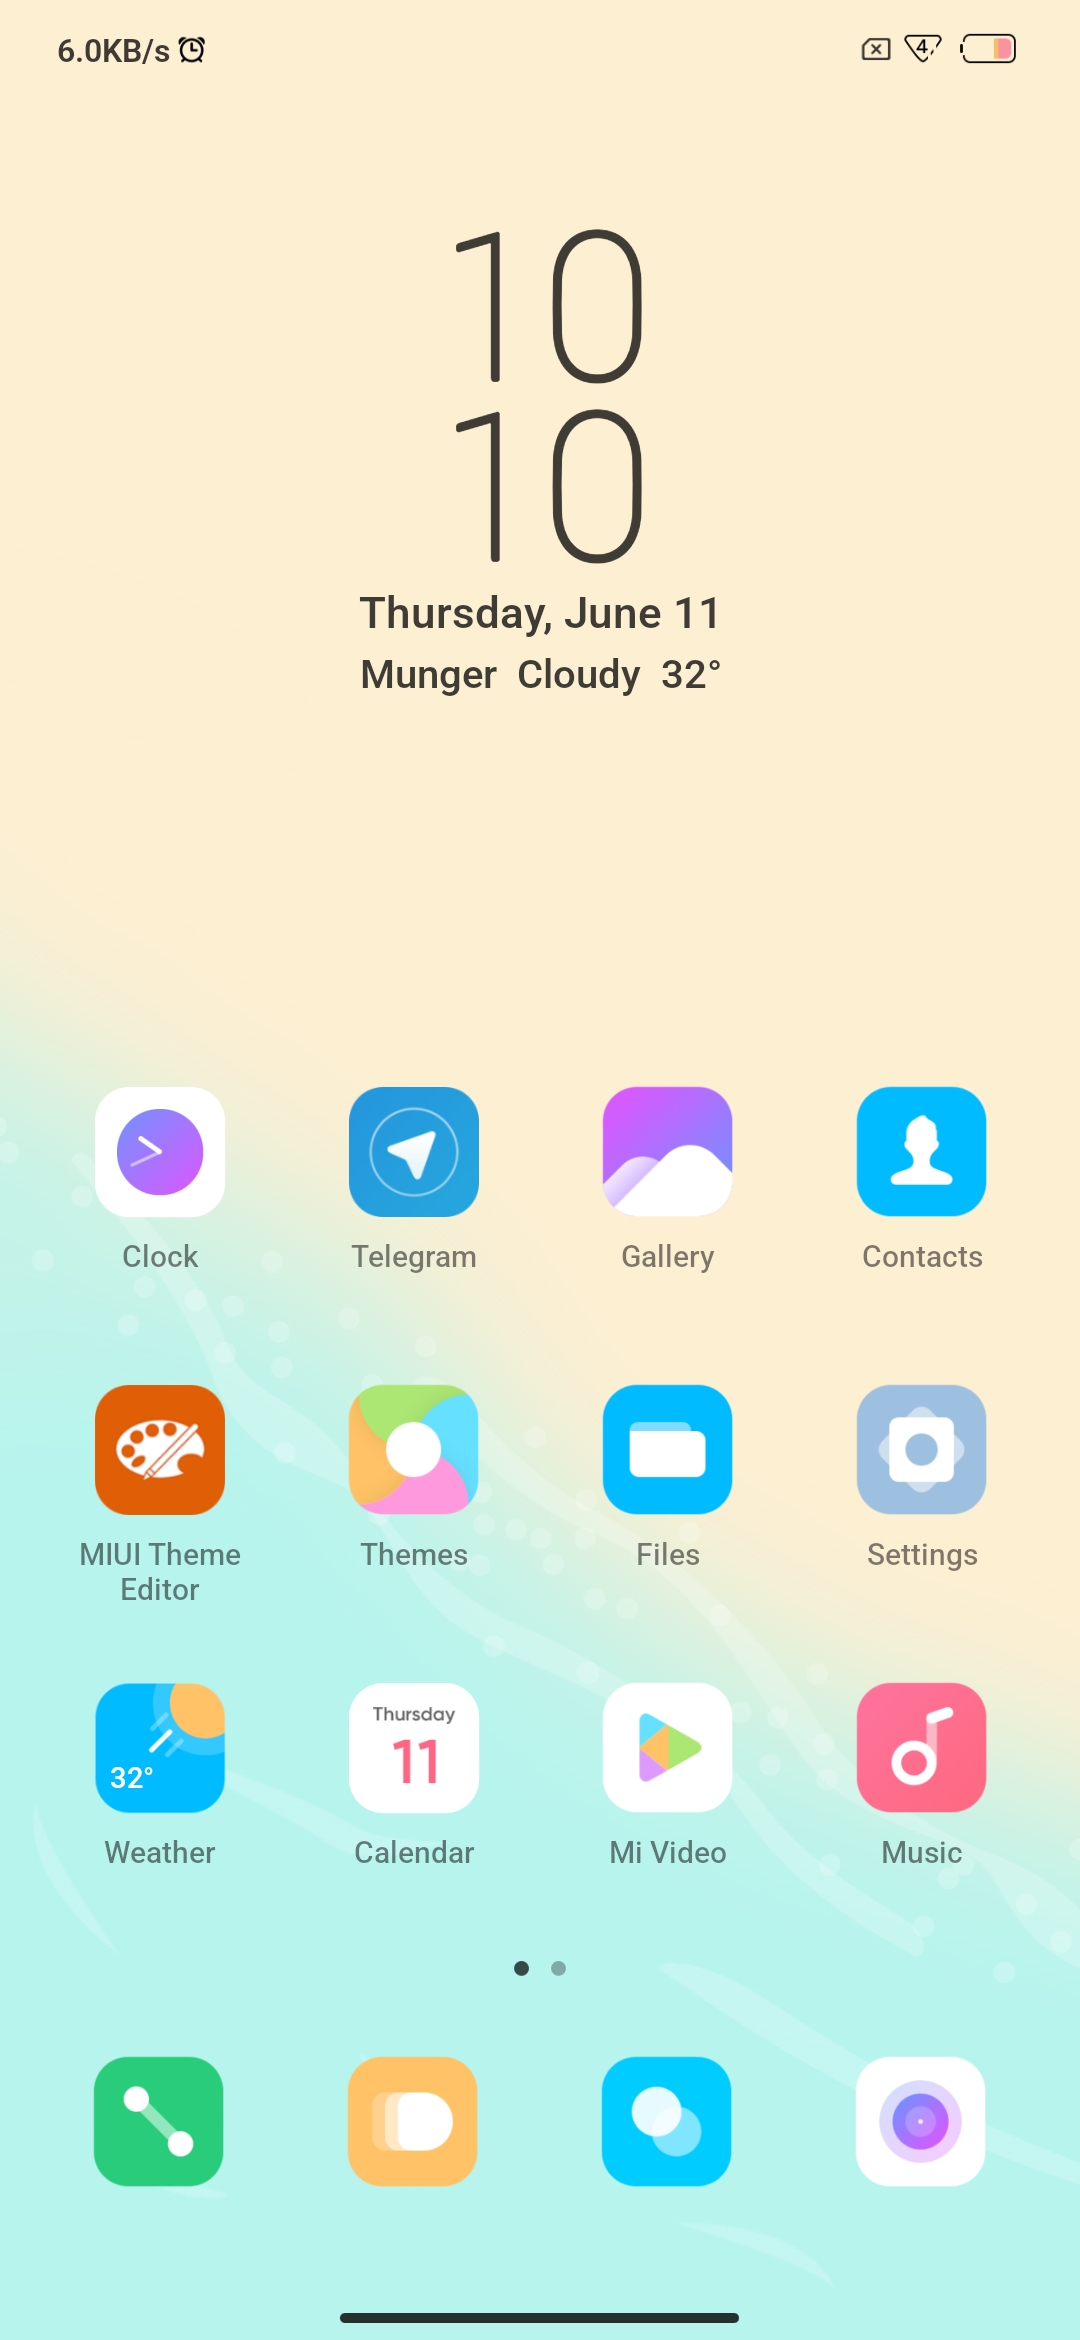 6.0KB/s
4
10
10
Thursday, June 11
Munger Cloudy 32°
Clock Telegram Gallery Contacts
MIUI Theme Editor Themes Files Settings
32°
Thursday
11
Weather Calendar Mi Video Music